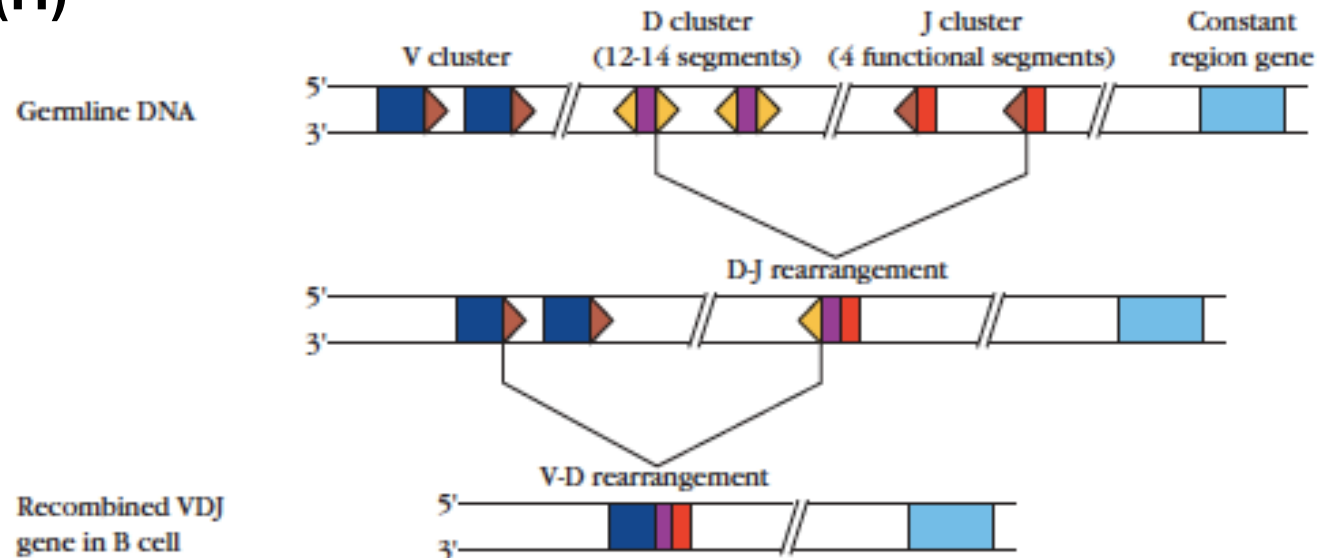 (H)
D cluster
J cluster
Constant
V cluster
(12-14 segments)
(4 functional segments)
region gene
Germline DNA
5'
3'
D-J rearrangement
5'
3'
V-D rearrangement
Recombined VDJ
gene in B cell
5'
3'